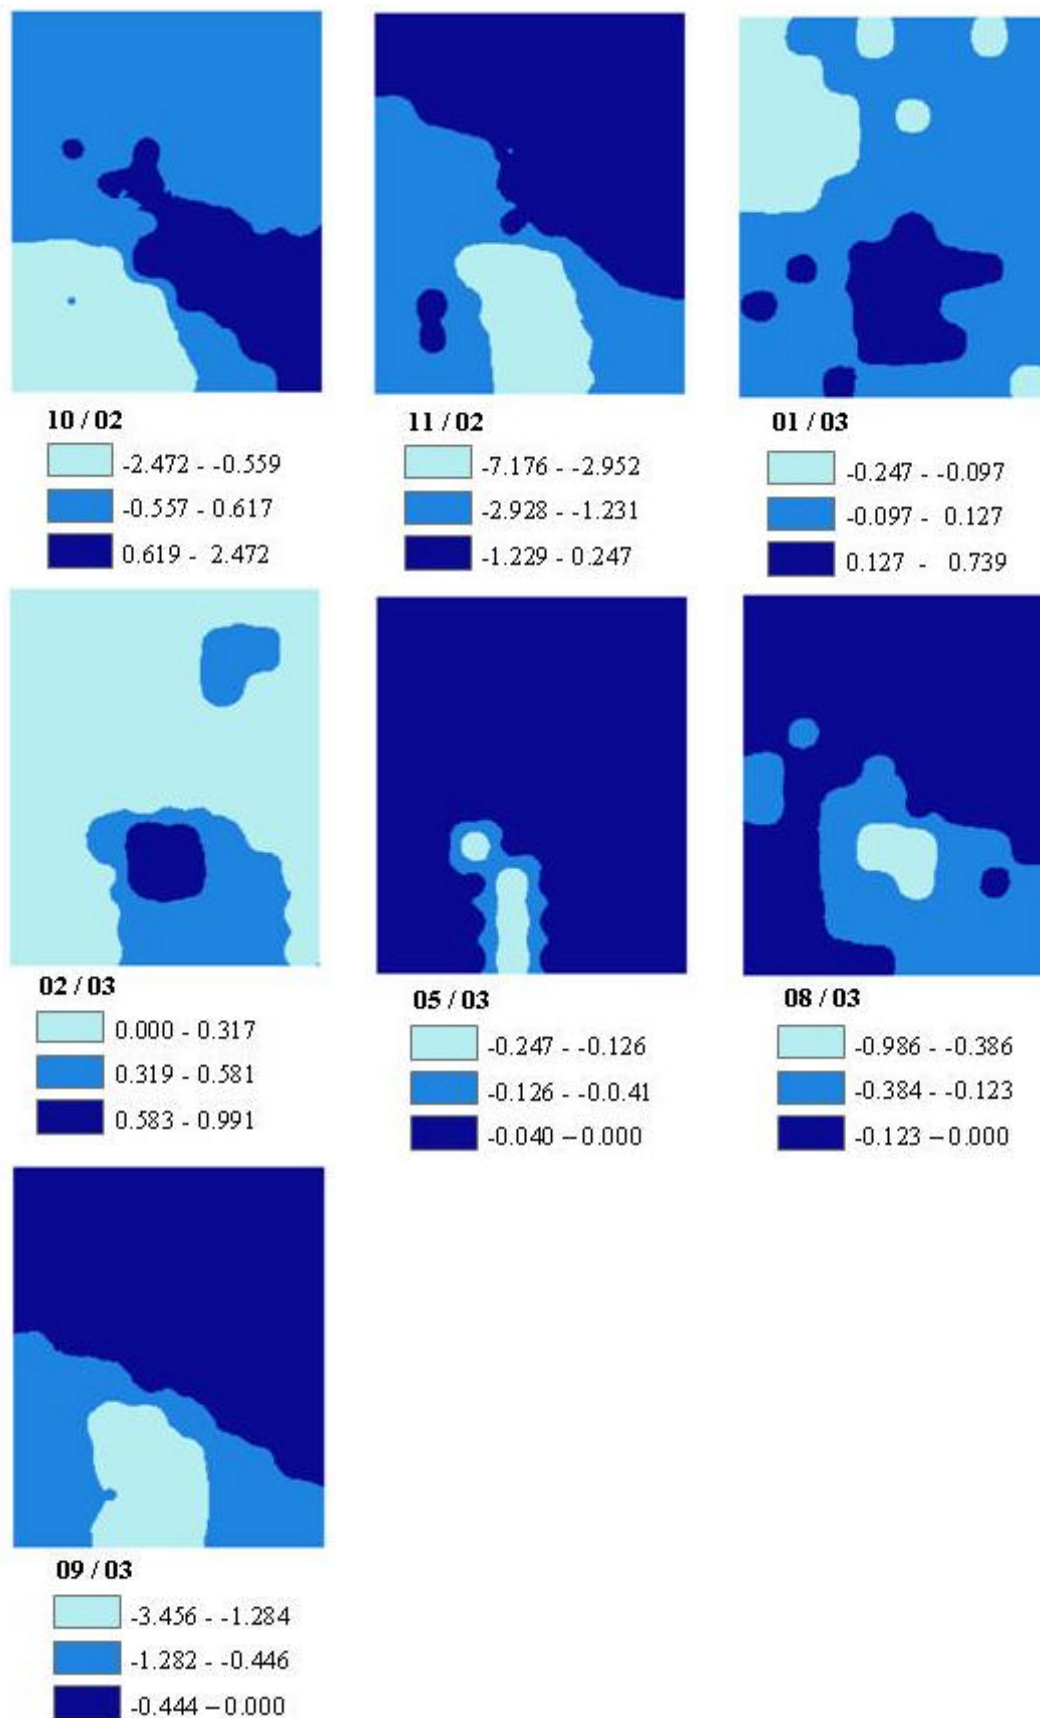 10 / 02
-2.472 - -0.559
-0.557 - 0.617
0.619 - 2.472
11 / 02
-7.176 - -2.952
-2.928 - -1.231
-1.229 - 0.247
01 / 03
-0.247 - -0.097
-0.097 - 0.127
0.127 - 0.739
02 / 03
0.000 - 0.317
0.319 - 0.581
0.583 - 0.991
05 / 03
-0.247 - -0.126
-0.126 - -0.0.41
-0.040 – 0.000
08 / 03
-0.986 - -0.386
-0.384 - -0.123
-0.123 – 0.000
09 / 03
-3.456 - -1.284
-1.282 - -0.446
-0.444 – 0.000